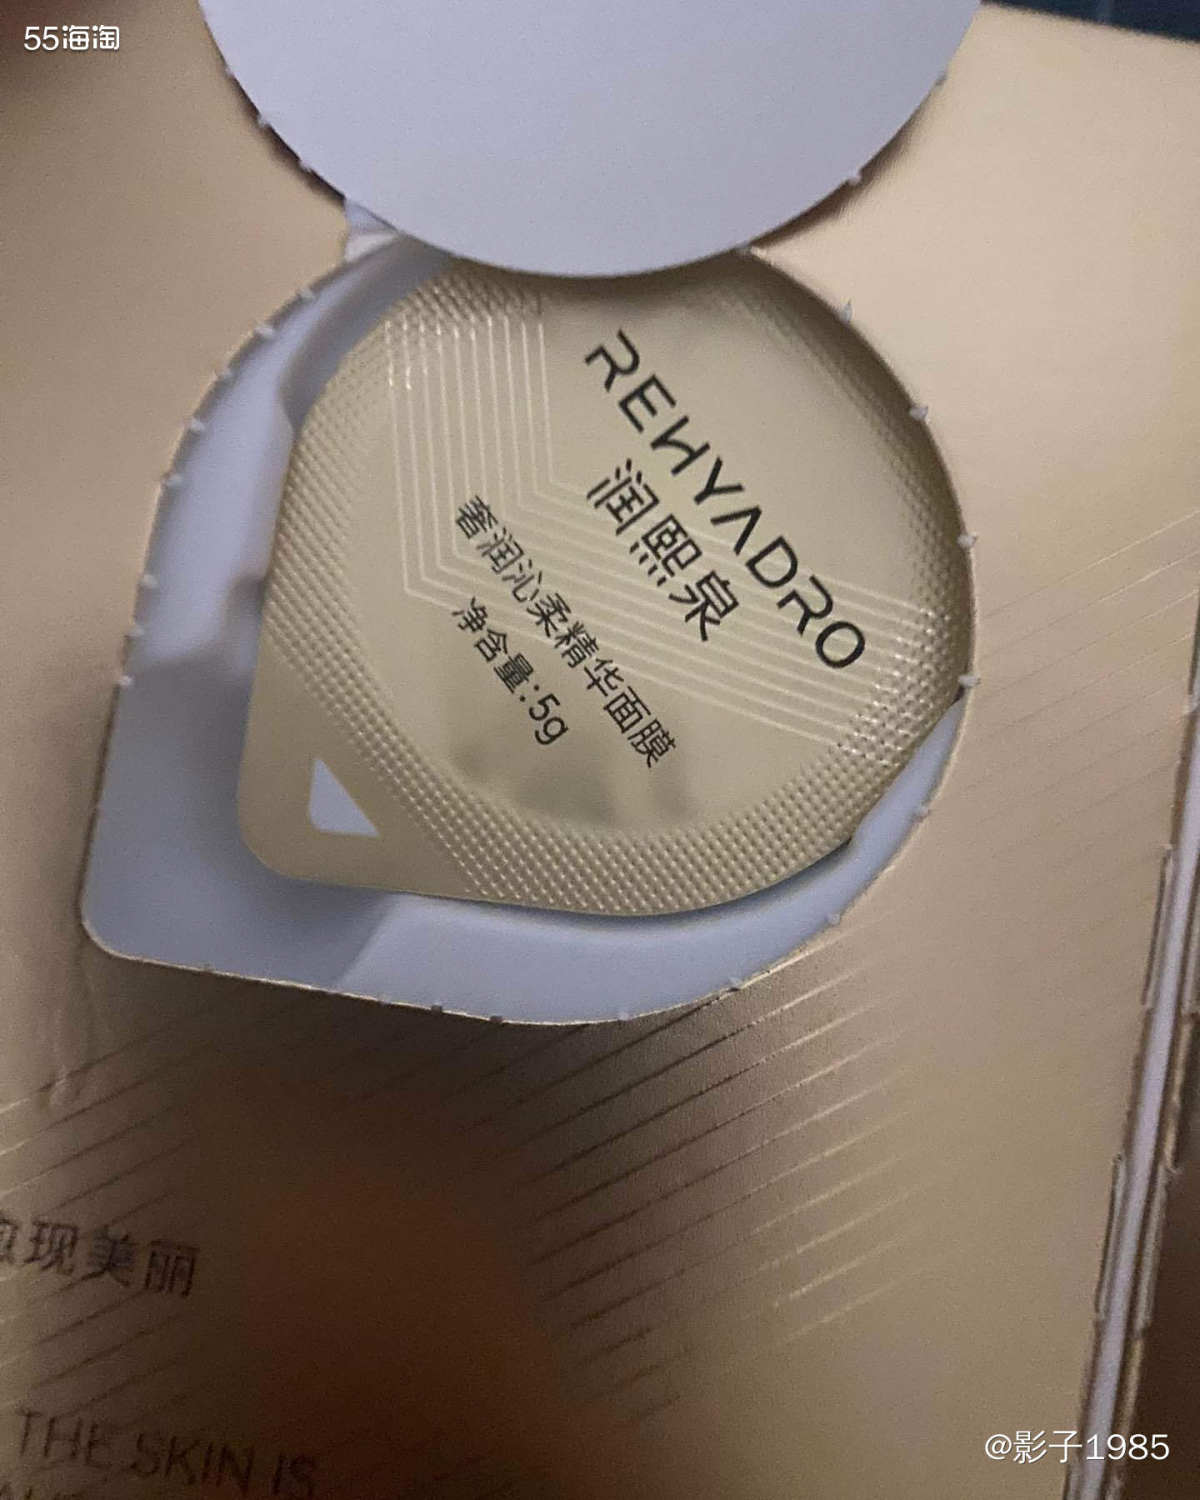 55海淘
REHYADRO
润熙泉
奢润沁柔精华面膜
净含量:5g
现美丽
THE SKIN IS
@影子1985